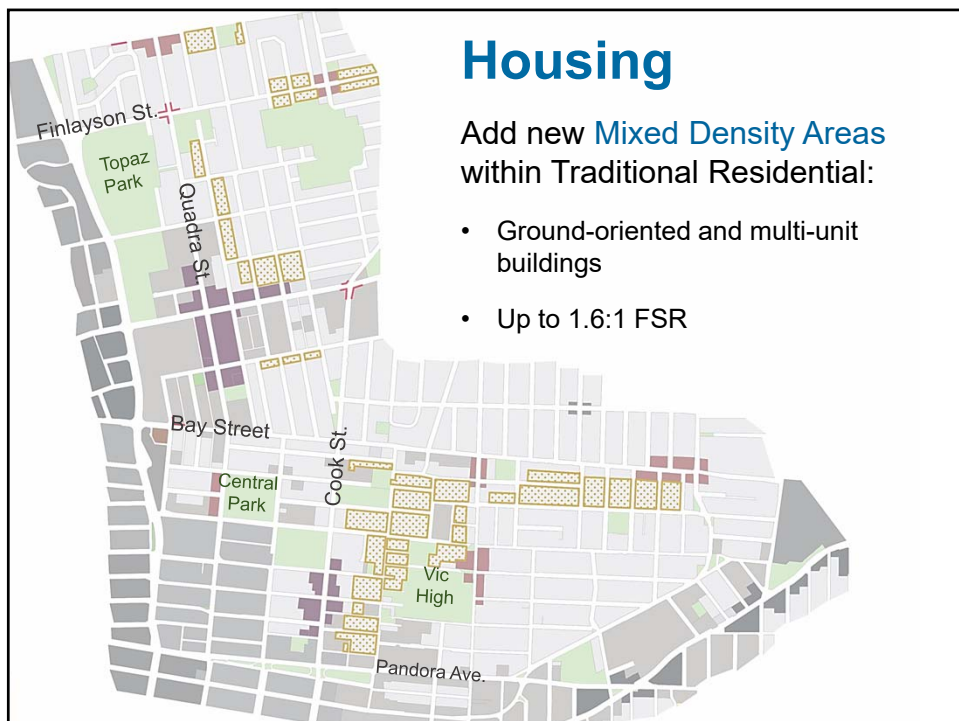 Housing
Add new Mixed Density Areas
within Traditional Residential:
• Ground-oriented and multi-unit
buildings
• Up to 1.6:1 FSR
Finlayson St.
Topaz
Park
Quadra St.
Bay Street
Cook St.
Central
Park
Vic
High
Pandora Ave.